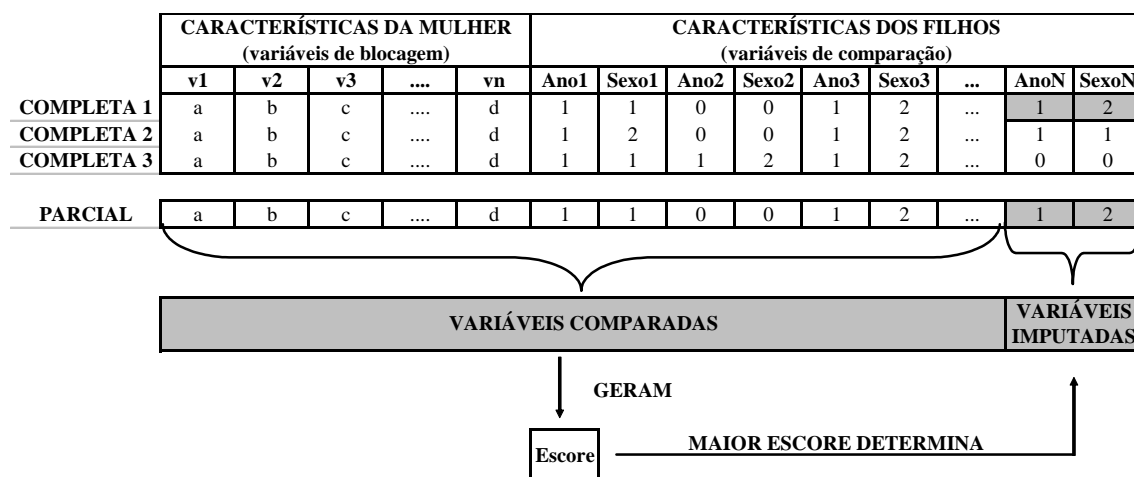 CARACTERÍSTICAS DA MULHER CARACTERÍSTICAS DOS FILHOS
(variáveis de blocagem) (variáveis de comparação)
v1 v2 v3 .... vn Ano1 Sexo1 Ano2 Sexo2 Ano3 Sexo3 ... AnoN SexoN
COMPLETA 1 a b c .... d 1 1 0 0 1 2 ... 1 2
COMPLETA 2 a b c .... d 1 2 0 0 1 2 ... 1 1
COMPLETA 3 a b c .... d 1 1 1 2 1 2 ... 0 0
PARCIAL a b c .... d 1 1 0 0 1 2 ... 1 2
VARIÁVEIS COMPARADAS VARIÁVEIS
IMPUTADAS
GERAM
Escore MAIOR ESCORE DETERMINA